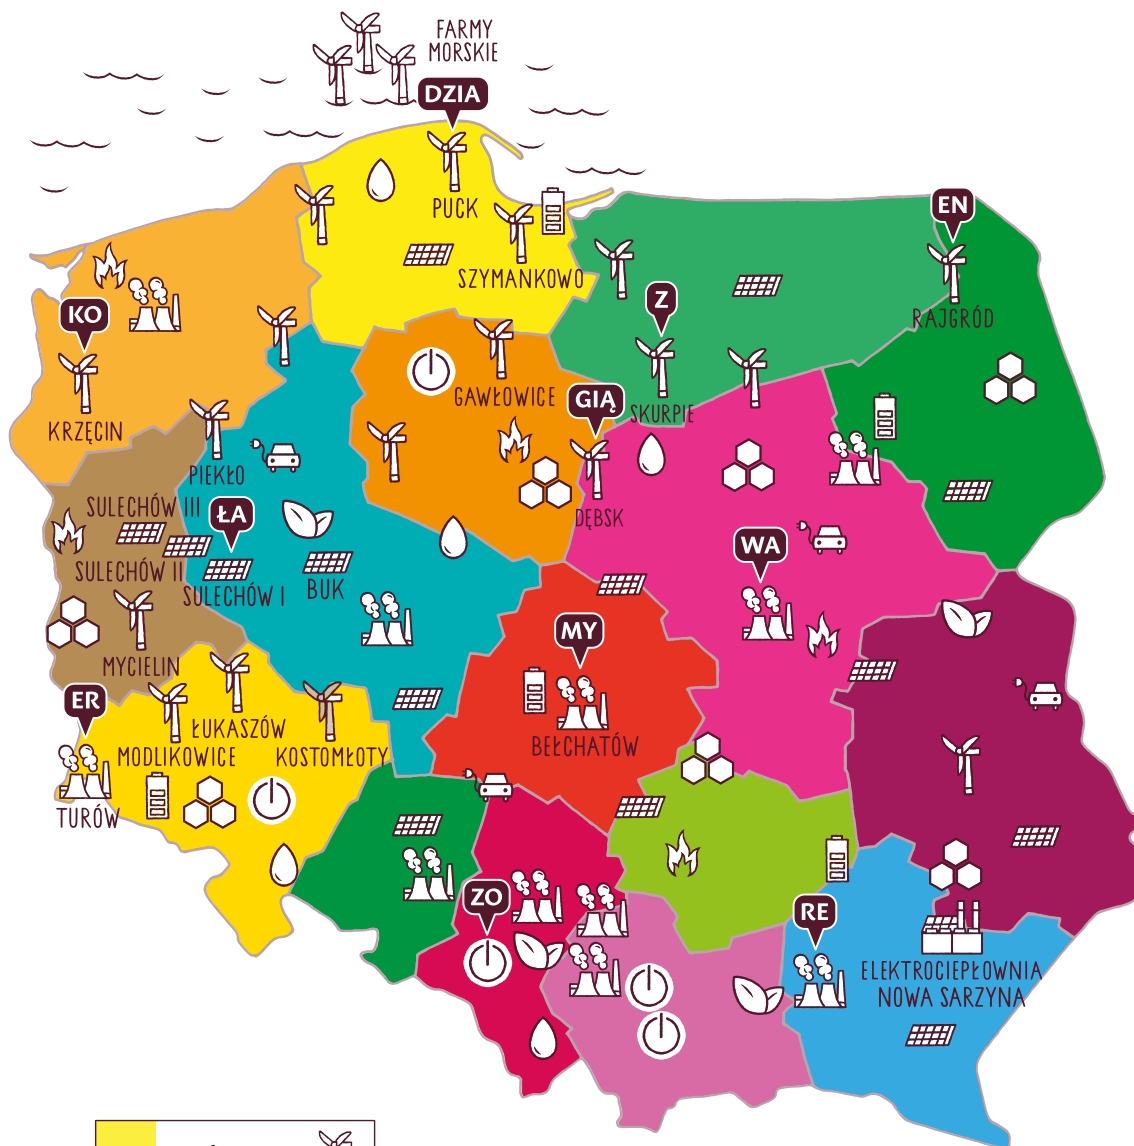 FARMY
MORSKIE
DZIA
PUCK
SZYMANKOWO
EN
RAJGRÓD
Z
SKURPIE
KO
KRZĘCIN
GAWŁOWICE
GIĄ
DĘBSK
PIEKŁO
SULECHÓW III
ŁA
SULECHÓW II
SULECHÓW I
BUK
WA
MYCIELIN
MY
BEŁCHATÓW
ER
ŁUKASZÓW
MODLIKOWICE
KOSTOMŁOTY
TURÓW
ZO
RE
ELEKTROCIEPŁOWNIA
NOWA SARZYNA